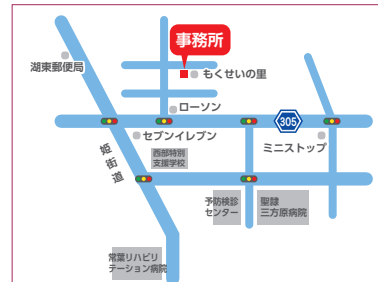 事務所
湖東郵便局
もくせいの里
ローソン
305
セブンイレブン
ミニストップ
西部特別
支援学校
姫街道
予防検診
センター
聖隷
三方原病院
常葉リハビリ
テーション病院